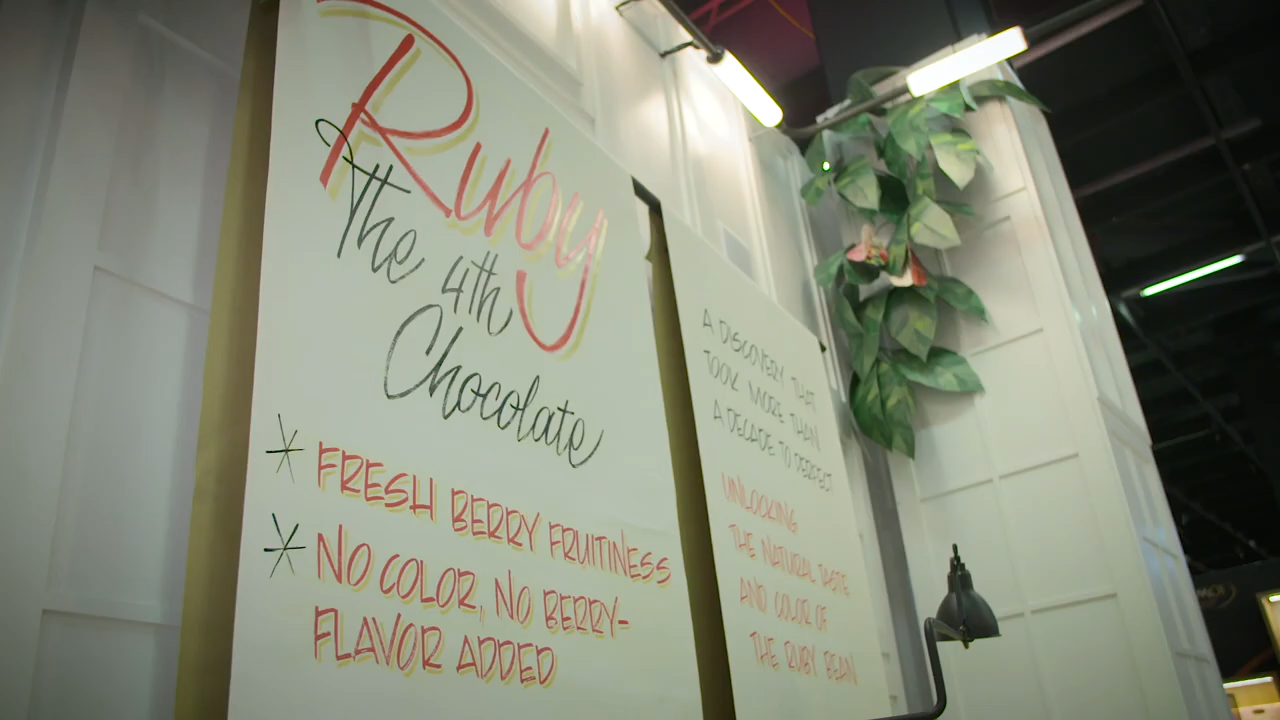 Ruby
The 4th
Chocolate
* FRESH BERRY FRUITINESS
* NO COLOR, NO BERRY-
FLAVOR ADDED
A DISCOVERY THAT
TOOK MORE THAN
A DECADE TO PERFECT
UNLOCKING
THE NATURAL TASTE
AND COLOR OF
THE RUBY BEAN